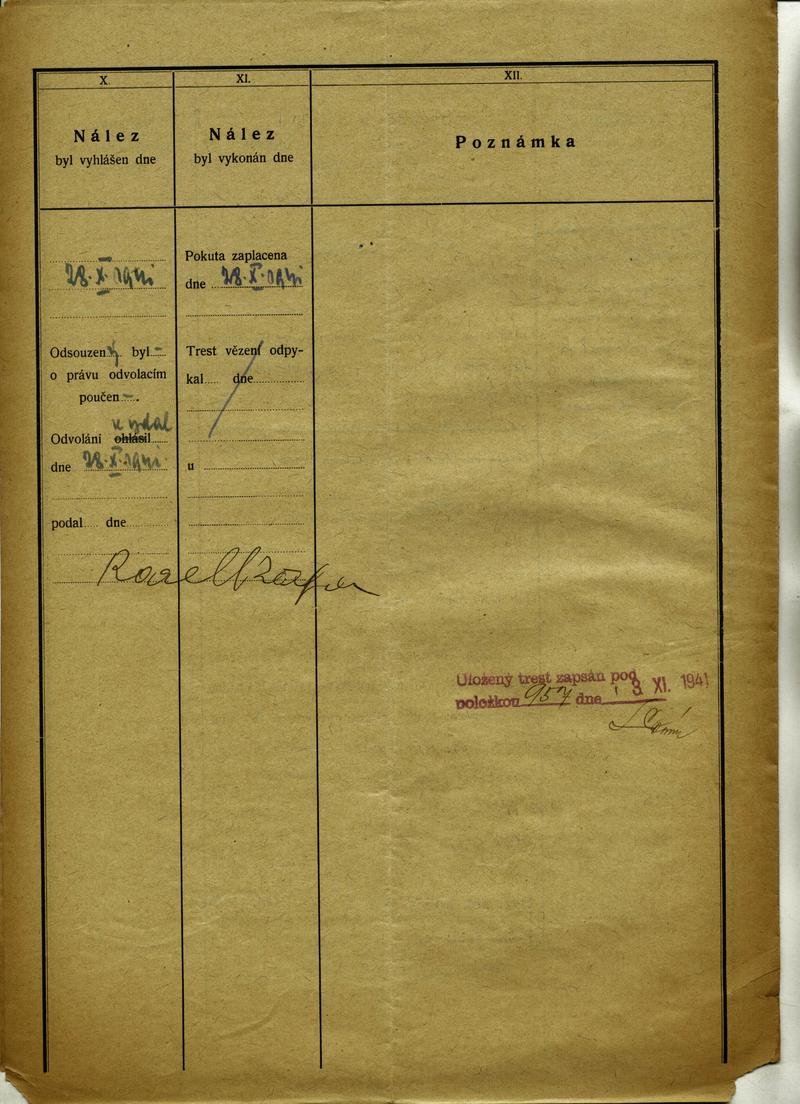 X.
Nález
byl vyhlášen dne
28.X.1941
Odsouzen ý byl
o právu odvolacím
poučen
Odvolání ohlásil
dne 28.X.1941
podal dne
XI.
Nález
byl vykonán dne
Pokuta zaplacena
dne 28.X.1941
Trest vězení odpy-
kal dne
u
XII.
Poznámka
Uložený trest zapsán pod
položkou 957 dne 3. XI. 1941